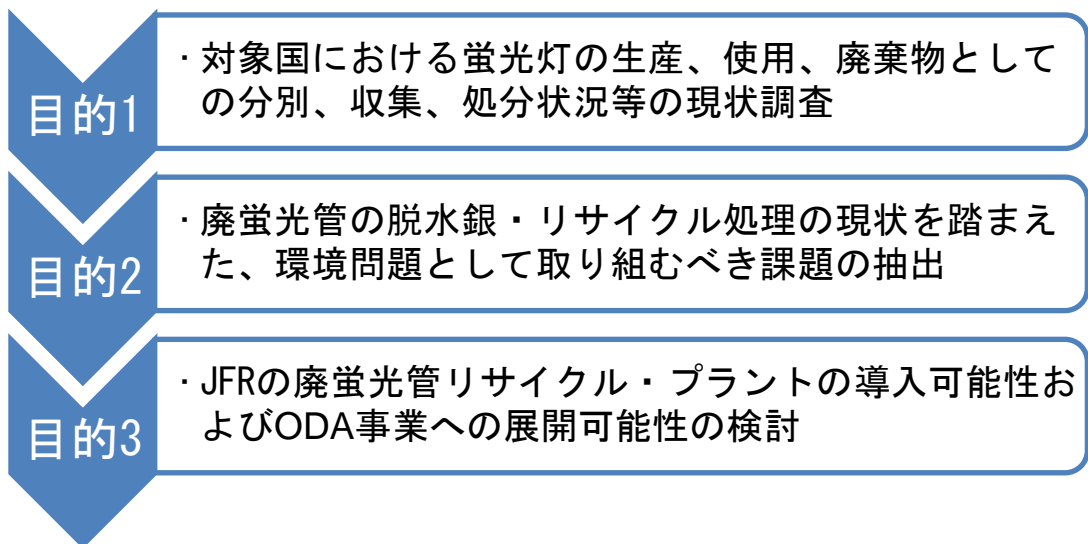 目的1
・対象国における蛍光灯の生産、使用、廃棄物として
の分別、収集、処分状況等の現状調査
目的2
・廃蛍光管の脱水銀・リサイクル処理の現状を踏まえ
た、環境問題として取り組むべき課題の抽出
目的3
・JFRの廃蛍光管リサイクル・プラントの導入可能性お
よびODA事業への展開可能性の検討